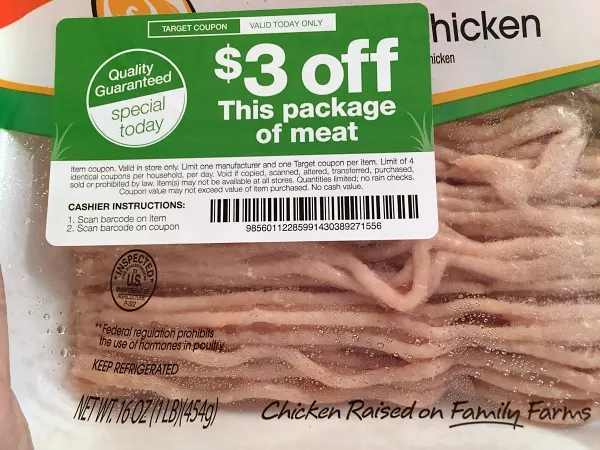 TARGET COUPON
VALID TODAY ONLY
Quality
Guaranteed
special
today
$3 off
This package
of meat
Item coupon. Valid in store only. Limit one manufacturer and one Target coupon per item. Limit of 4
identical coupons per household, per day. Void if copied, scanned, altered, transferred, purchased,
sold or prohibited by law. Item(s) may not be available at all stores. Quantities limited; no rain checks.
Coupon value may not exceed value of item purchased. No cash value.
CASHIER INSTRUCTIONS:
1. Scan barcode on item
2. Scan barcode on coupon
98560112285991430389271556
hicken
hicken
INSPECTED
U.S.
AGRICULTURE
**Federal regulation prohibits
the use of hormones in poultry
KEEP REFRIGERATED
NET WT. 16 OZ (1 LB)(454g)
Chicken Raised on Family Farms